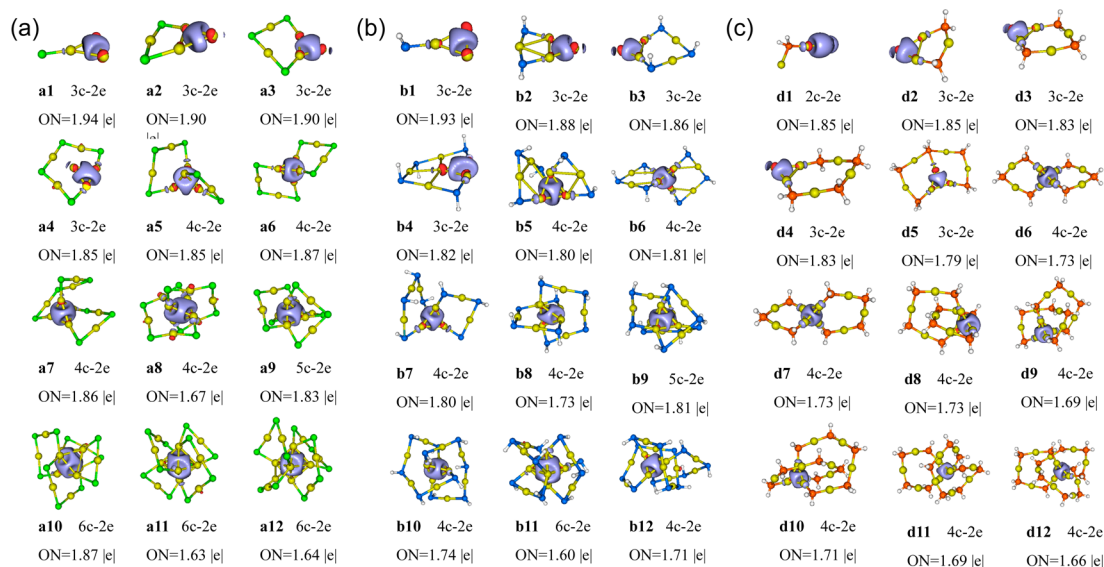 (a)
a1 3c-2e
ON=1.94 |e|
a2 3c-2e
ON=1.90
|e|
a3 3c-2e
ON=1.90 |e|
a4 3c-2e
ON=1.85 |e|
a5 4c-2e
ON=1.85 |e|
a6 4c-2e
ON=1.87 |e|
a7 4c-2e
ON=1.86 |e|
a8 4c-2e
ON=1.67 |e|
a9 5c-2e
ON=1.83 |e|
a10 6c-2e
ON=1.87 |e|
a11 6c-2e
ON=1.63 |e|
a12 6c-2e
ON=1.64 |e|
(b)
b1 3c-2e
ON=1.93 |e|
b2 3c-2e
ON=1.88 |e|
b3 3c-2e
ON=1.86 |e|
b4 3c-2e
ON=1.82 |e|
b5 4c-2e
ON=1.80 |e|
b6 4c-2e
ON=1.81 |e|
b7 4c-2e
ON=1.80 |e|
b8 4c-2e
ON=1.73 |e|
b9 5c-2e
ON=1.81 |e|
b10 4c-2e
ON=1.74 |e|
b11 6c-2e
ON=1.60 |e|
b12 4c-2e
ON=1.71 |e|
(c)
d1 2c-2e
ON=1.85 |e|
d2 3c-2e
ON=1.85 |e|
d3 3c-2e
ON=1.83 |e|
d4 3c-2e
ON=1.83 |e|
d5 3c-2e
ON=1.79 |e|
d6 4c-2e
ON=1.73 |e|
d7 4c-2e
ON=1.73 |e|
d8 4c-2e
ON=1.73 |e|
d9 4c-2e
ON=1.69 |e|
d10 4c-2e
ON=1.71 |e|
d11 4c-2e
ON=1.69 |e|
d12 4c-2e
ON=1.66 |e|